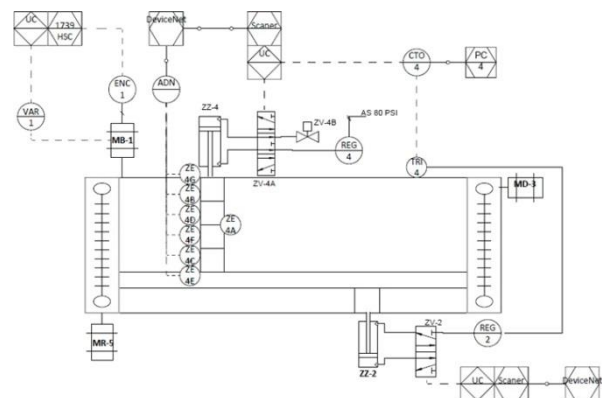 UC
1739
HSC
DeviceNet
Scaner
UC
CTO
4
PC
4
ENC
1
ADN
VAR
1
MB-1
ZZ-4
ZV-4B
AS 80 PSI
REG
4
ZV-4A
TRI
4
ZE
4G
ZE
4B
ZE
4D
ZE
4F
ZE
4C
ZE
4E
ZE
4A
MD-3
MR-5
ZV-2
REG
2
ZZ-2
UC
Scaner
DeviceNet